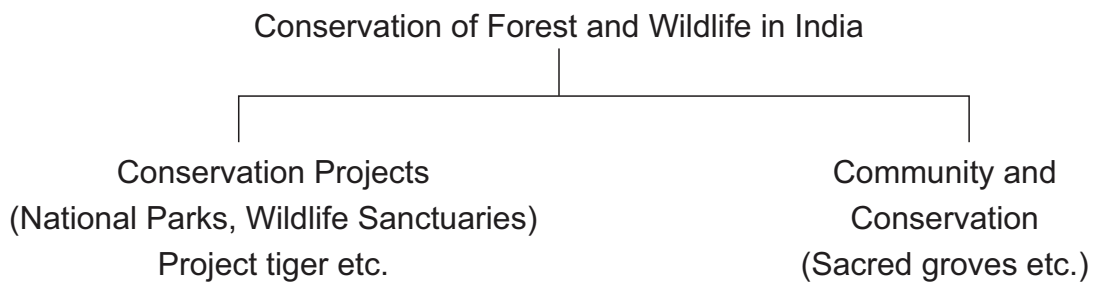 Conservation of Forest and Wildlife in India
Conservation Projects
(National Parks, Wildlife Sanctuaries)
Project tiger etc.
Community and
Conservation
(Sacred groves etc.)